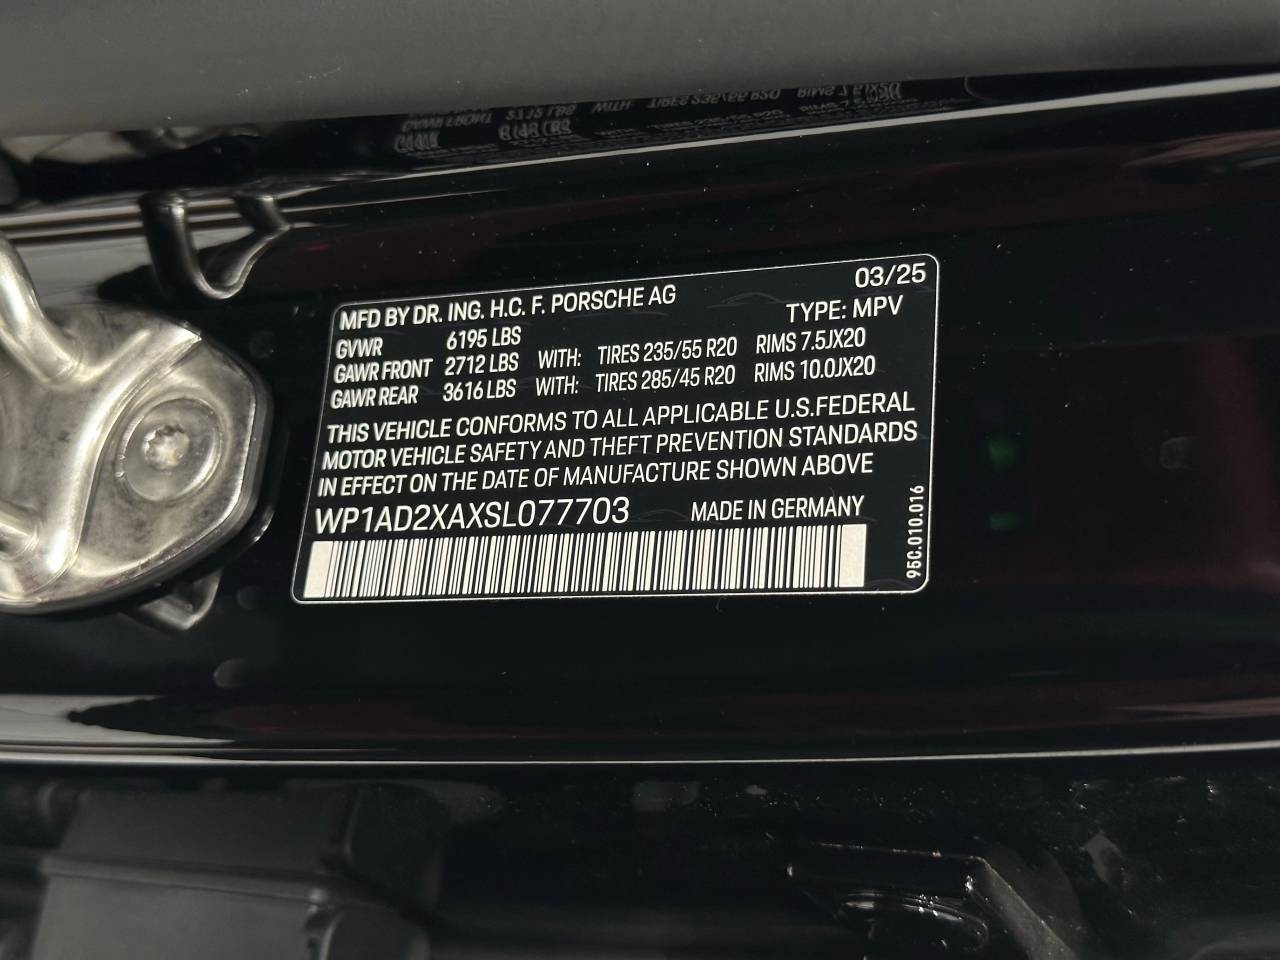 03/25
MFD BY DR. ING. H.C. F. PORSCHE AG
TYPE: MPV
GVWR 6195 LBS
GAWR FRONT 2712 LBS WITH: TIRES 235/55 R20 RIMS 7.5JX20
GAWR REAR 3616 LBS WITH: TIRES 285/45 R20 RIMS 10.0JX20
THIS VEHICLE CONFORMS TO ALL APPLICABLE U.S.FEDERAL
MOTOR VEHICLE SAFETY AND THEFT PREVENTION STANDARDS
IN EFFECT ON THE DATE OF MANUFACTURE SHOWN ABOVE
WP1AD2XAXSL077703 MADE IN GERMANY
95C.010.016